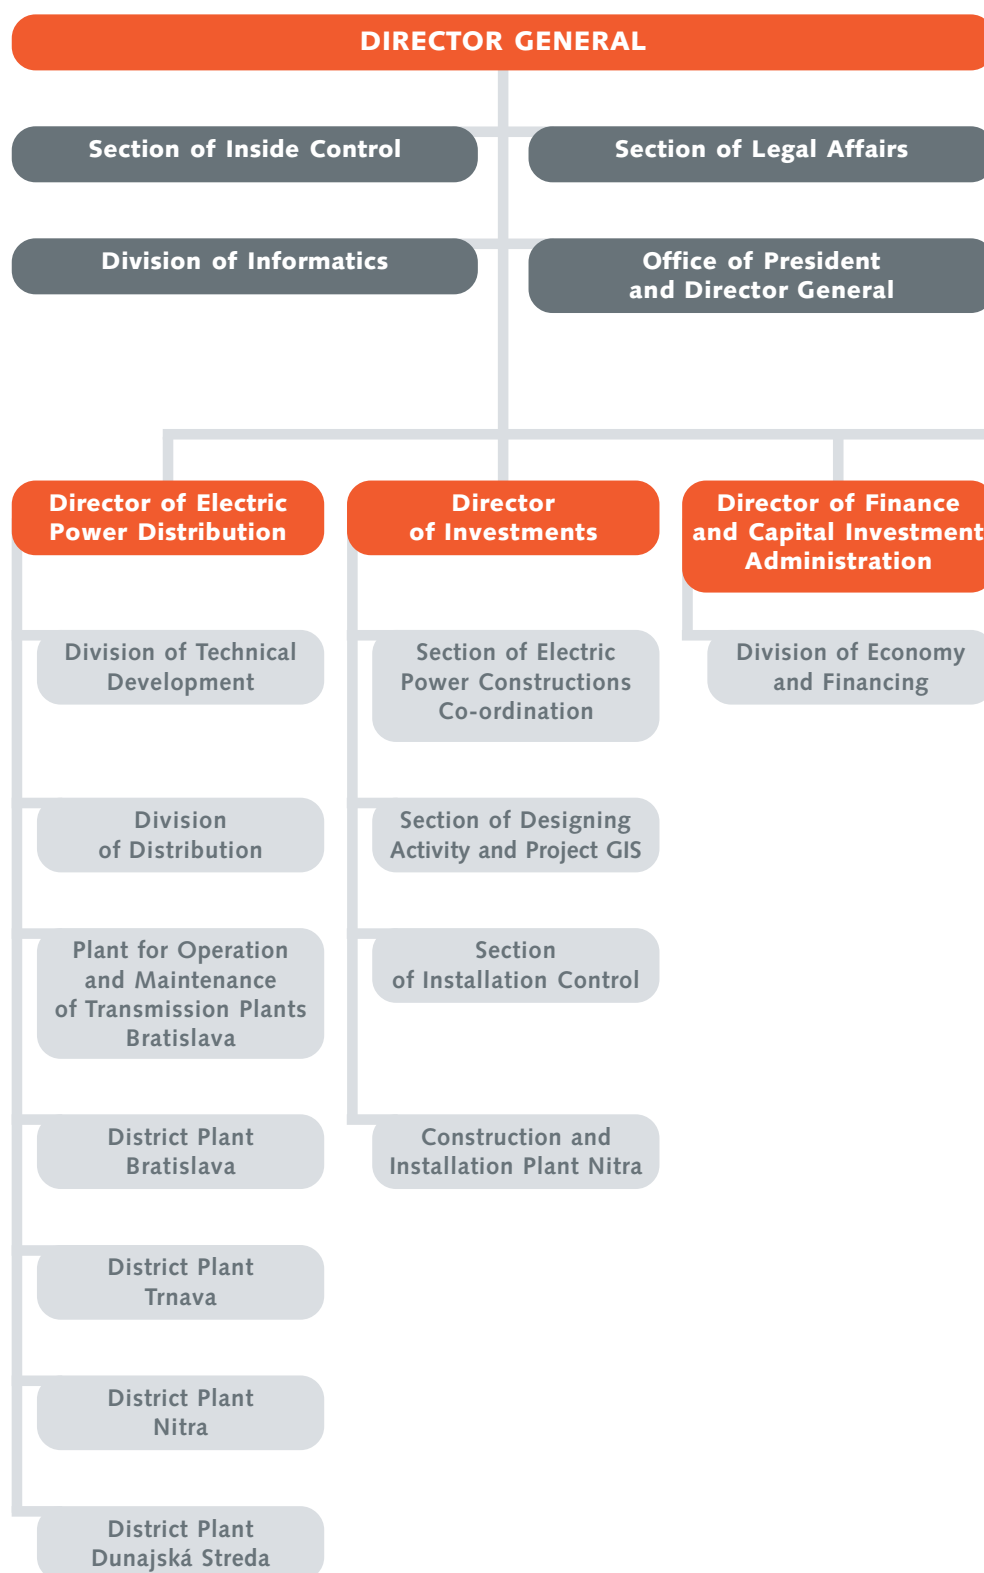 DIRECTOR GENERAL
Section of Inside Control
Section of Legal Affairs
Division of Informatics
Office of President
and Director General
Director of Electric
Power Distribution
Director
of Investments
Director of Finance
and Capital Investment
Administration
Division of Technical
Development
Section of Electric
Power Constructions
Co-ordination
Division of Economy
and Financing
Division
of Distribution
Section of Designing
Activity and Project GIS
Plant for Operation
and Maintenance
of Transmission Plants
Bratislava
Section
of Installation Control
District Plant
Bratislava
Construction and
Installation Plant Nitra
District Plant
Trnava
District Plant
Nitra
District Plant
Dunajská Streda